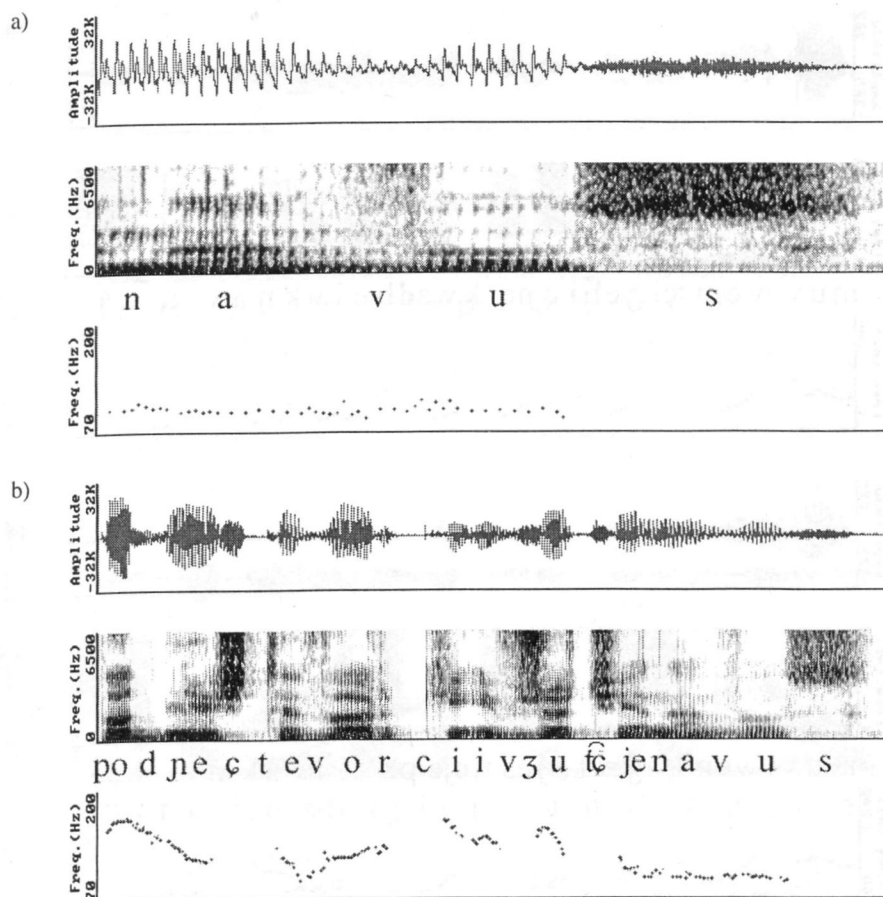 a)
Amplitude
32K
-32K
Freq.(Hz)
6500
0
n a v u s
Freq.(Hz)
200
70
b)
Amplitude
32K
-32K
Freq.(Hz)
6500
0
po d ɲe ç t e v o r c i i v ʒ u t͡ɕ je n a v u s
Freq.(Hz)
200
70